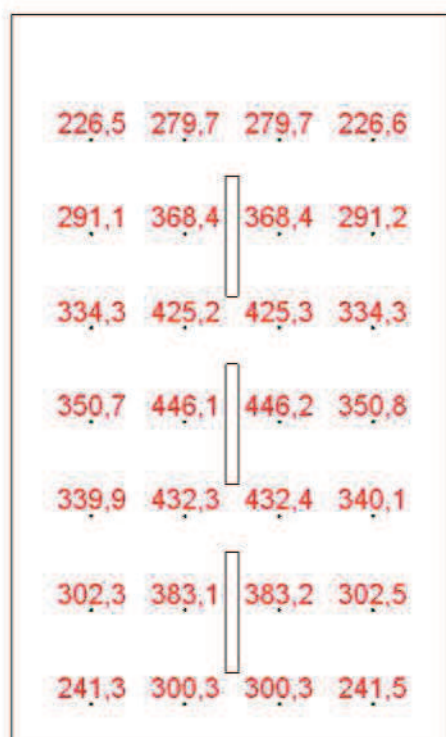 226,5 279,7 279,7 226,6
291,1 368,4 368,4 291,2
334,3 425,2 425,3 334,3
350,7 446,1 446,2 350,8
339,9 432,3 432,4 340,1
302,3 383,1 383,2 302,5
241,3 300,3 300,3 241,5